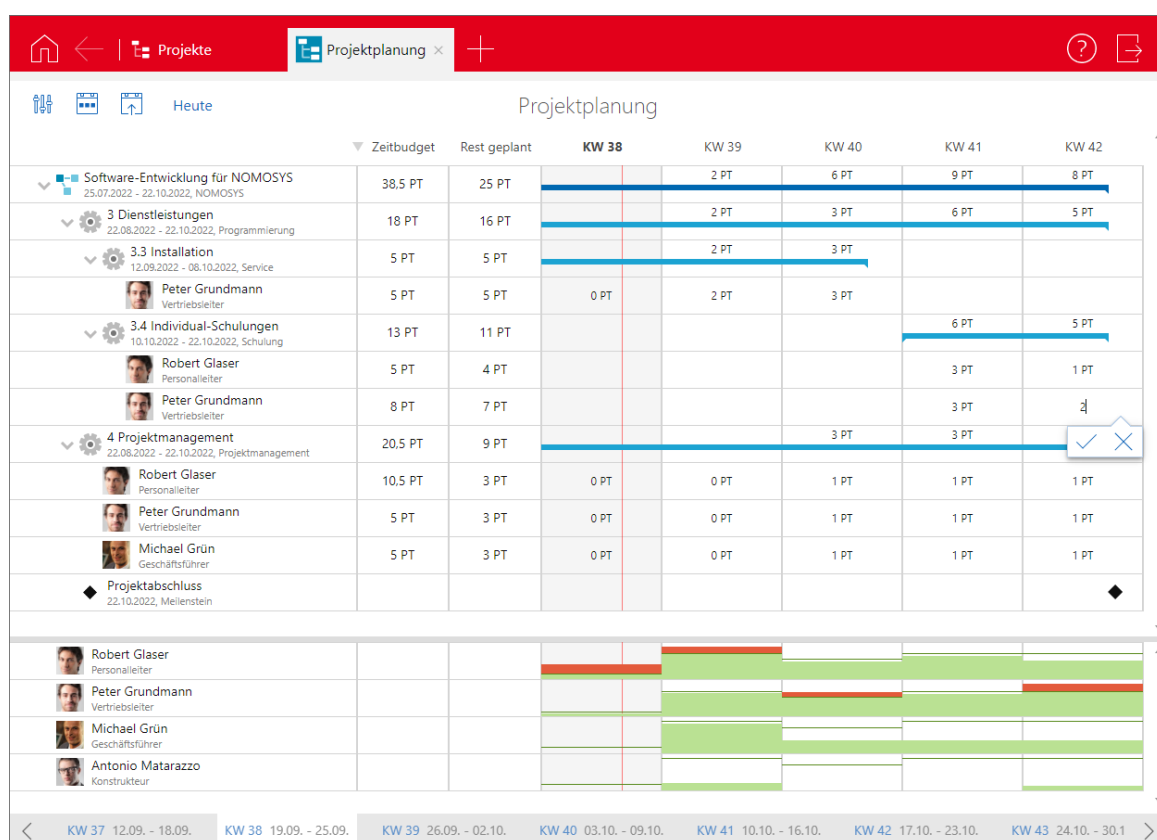 Projekte
Projektplanung ×
?
Heute
Projektplanung
Zeitbudget Rest geplant KW 38 KW 39 KW 40 KW 41 KW 42
Software-Entwicklung für NOMOSYS 38,5 PT 25 PT 2 PT 6 PT 9 PT 8 PT
25.07.2022 - 22.10.2022, NOMOSYS
3 Dienstleistungen 18 PT 16 PT 2 PT 3 PT 6 PT 5 PT
22.08.2022 - 22.10.2022, Programmierung
3.3 Installation 5 PT 5 PT 2 PT 3 PT
12.09.2022 - 08.10.2022, Service
Peter Grundmann 5 PT 5 PT 0 PT 2 PT 3 PT
Vertriebsleiter
3.4 Individual-Schulungen 13 PT 11 PT 6 PT 5 PT
10.10.2022 - 22.10.2022, Schulung
Robert Glaser 5 PT 4 PT 3 PT 1 PT
Personalleiter
Peter Grundmann 8 PT 7 PT 3 PT 2
Vertriebsleiter
4 Projektmanagement 20,5 PT 9 PT 3 PT 3 PT
22.08.2022 - 22.10.2022, Projektmanagement
Robert Glaser 10,5 PT 3 PT 0 PT 0 PT 1 PT 1 PT 1 PT
Personalleiter
Peter Grundmann 5 PT 3 PT 0 PT 0 PT 1 PT 1 PT 1 PT
Vertriebsleiter
Michael Grün 5 PT 3 PT 0 PT 0 PT 1 PT 1 PT 1 PT
Geschäftsführer
Projektabschluss
22.10.2022, Meilenstein
Robert Glaser
Personalleiter
Peter Grundmann
Vertriebsleiter
Michael Grün
Geschäftsführer
Antonio Matarazzo
Konstrukteur
KW 37 12.09. - 18.09. KW 38 19.09. - 25.09. KW 39 26.09. - 02.10. KW 40 03.10. - 09.10. KW 41 10.10. - 16.10. KW 42 17.10. - 23.10. KW 43 24.10. - 30.1